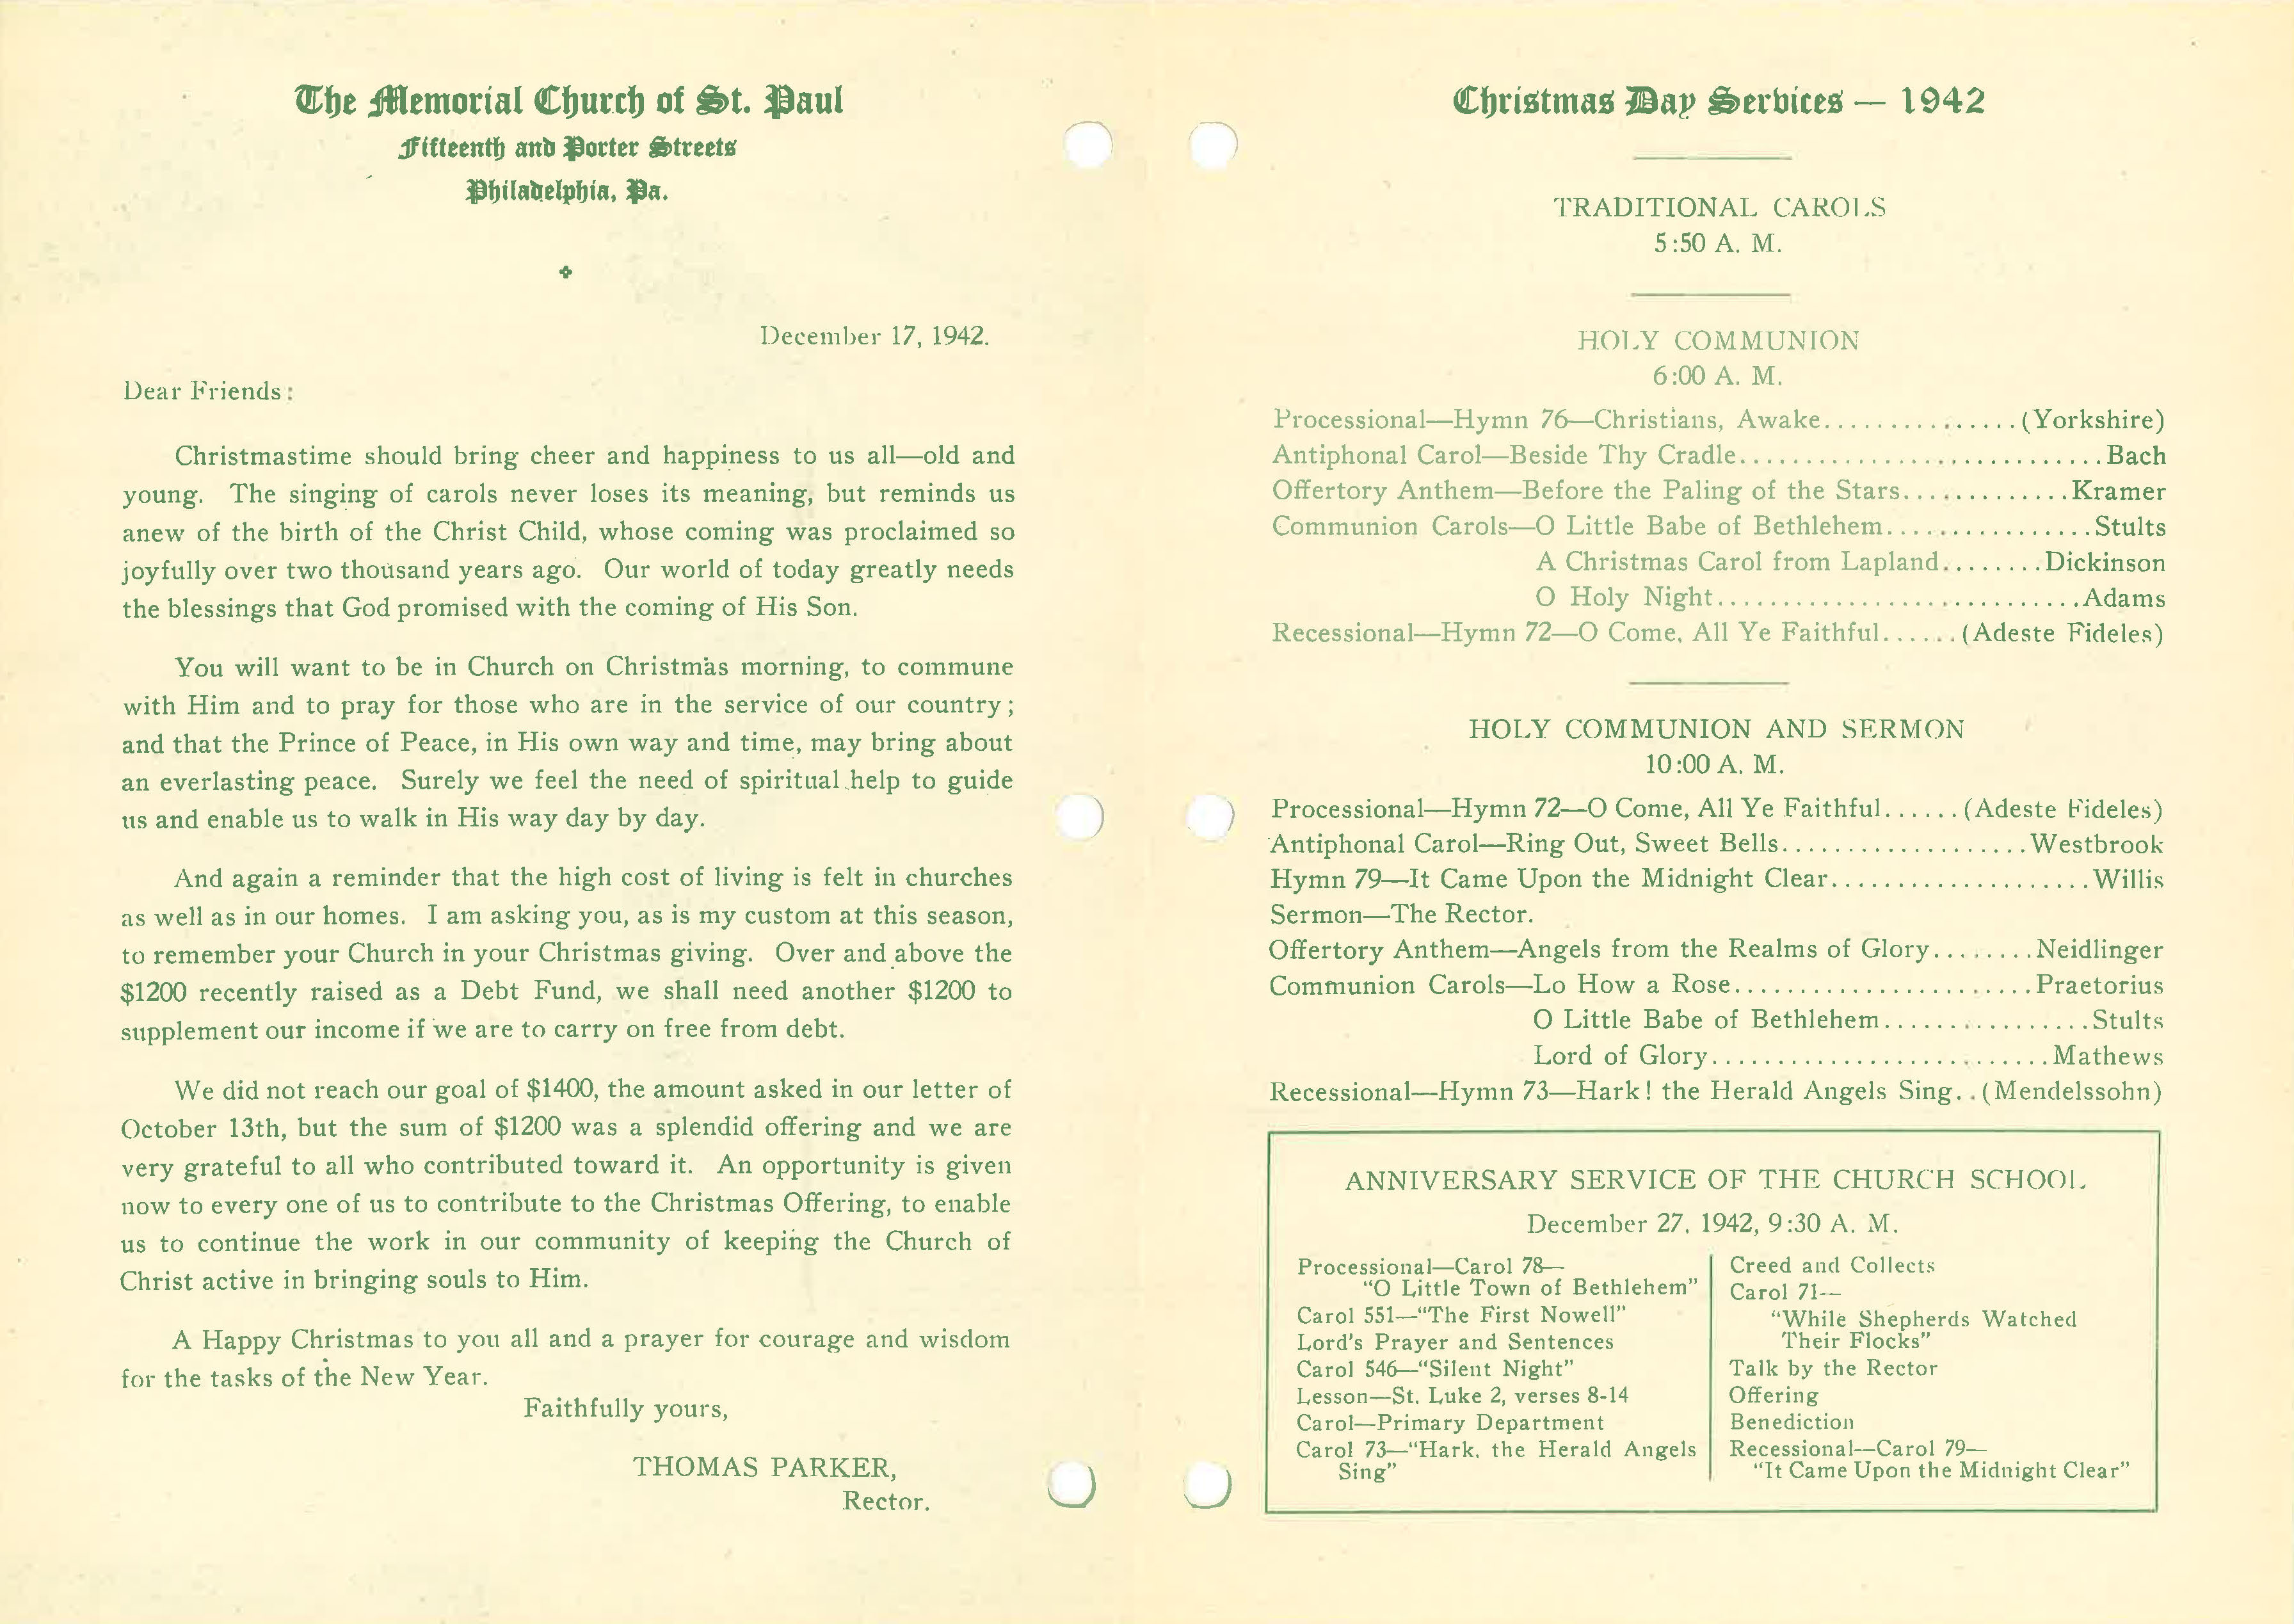 The Memorial Church of St. Paul
Fifteenth and Porter Streets
Philadelphia, Pa.
December 17, 1942.
Dear Friends:
Christmastime should bring cheer and happiness to us all—old and
young. The singing of carols never loses its meaning, but reminds us
anew of the birth of the Christ Child, whose coming was proclaimed so
joyfully over two thousand years ago. Our world of today greatly needs
the blessings that God promised with the coming of His Son.
You will want to be in Church on Christmas morning, to commune
with Him and to pray for those who are in the service of our country;
and that the Prince of Peace, in His own way and time, may bring about
an everlasting peace. Surely we feel the need of spiritual help to guide
us and enable us to walk in His way day by day.
And again a reminder that the high cost of living is felt in churches
as well as in our homes. I am asking you, as is my custom at this season,
to remember your Church in your Christmas giving. Over and above the
$1200 recently raised as a Debt Fund, we shall need another $1200 to
supplement our income if we are to carry on free from debt.
We did not reach our goal of $1400, the amount asked in our letter of
October 13th, but the sum of $1200 was a splendid offering and we are
very grateful to all who contributed toward it. An opportunity is given
now to every one of us to contribute to the Christmas Offering, to enable
us to continue the work in our community of keeping the Church of
Christ active in bringing souls to Him.
A Happy Christmas to you all and a prayer for courage and wisdom
for the tasks of the New Year.
Faithfully yours,
THOMAS PARKER,
Rector.
Christmas Day Services — 1942
TRADITIONAL CAROLS
5:50 A. M.
HOLY COMMUNION
6:00 A. M.
Processional—Hymn 76—Christians, Awake...............(Yorkshire)
Antiphonal Carol—Beside Thy Cradle............................Bach
Offertory Anthem—Before the Paling of the Stars.............Kramer
Communion Carols—O Little Babe of Bethlehem................Stults
A Christmas Carol from Lapland........Dickinson
O Holy Night............................Adams
Recessional—Hymn 72—O Come, All Ye Faithful......(Adeste Fideles)
HOLY COMMUNION AND SERMON
10:00 A. M.
Processional—Hymn 72—O Come, All Ye Faithful......(Adeste Fideles)
Antiphonal Carol—Ring Out, Sweet Bells...................Westbrook
Hymn 79—It Came Upon the Midnight Clear....................Willis
Sermon—The Rector.
Offertory Anthem—Angels from the Realms of Glory........Neidlinger
Communion Carols—Lo How a Rose.......................Praetorius
O Little Babe of Bethlehem................Stults
Lord of Glory..........................Mathews
Recessional—Hymn 73—Hark! the Herald Angels Sing..(Mendelssohn)
ANNIVERSARY SERVICE OF THE CHURCH SCHOOL
December 27, 1942, 9:30 A. M.
Processional—Carol 78—
"O Little Town of Bethlehem"
Carol 551—"The First Nowell"
Lord's Prayer and Sentences
Carol 546—"Silent Night"
Lesson—St. Luke 2, verses 8-14
Carol—Primary Department
Carol 73—"Hark, the Herald Angels
Sing"
Creed and Collects
Carol 71—
"While Shepherds Watched
Their Flocks"
Talk by the Rector
Offering
Benediction
Recessional—Carol 79—
"It Came Upon the Midnight Clear"